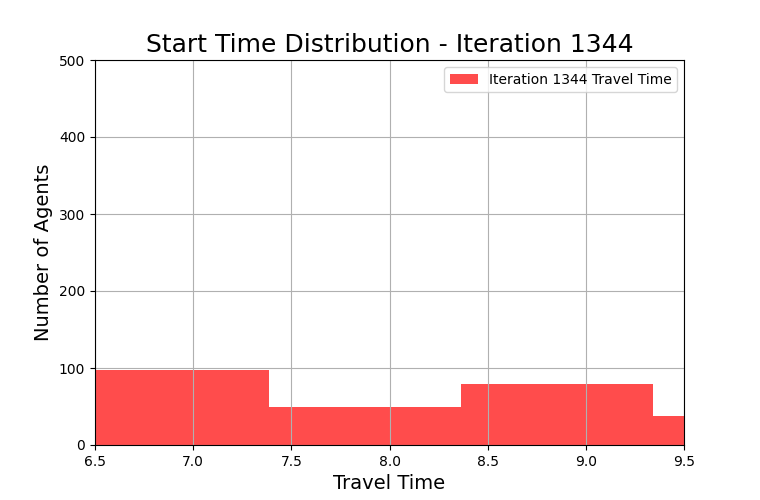 Start Time Distribution - Iteration 1344
Iteration 1344 Travel Time
Number of Agents
500
400
300
200
100
0
6.5 7.0 7.5 8.0 8.5 9.0 9.5
Travel Time